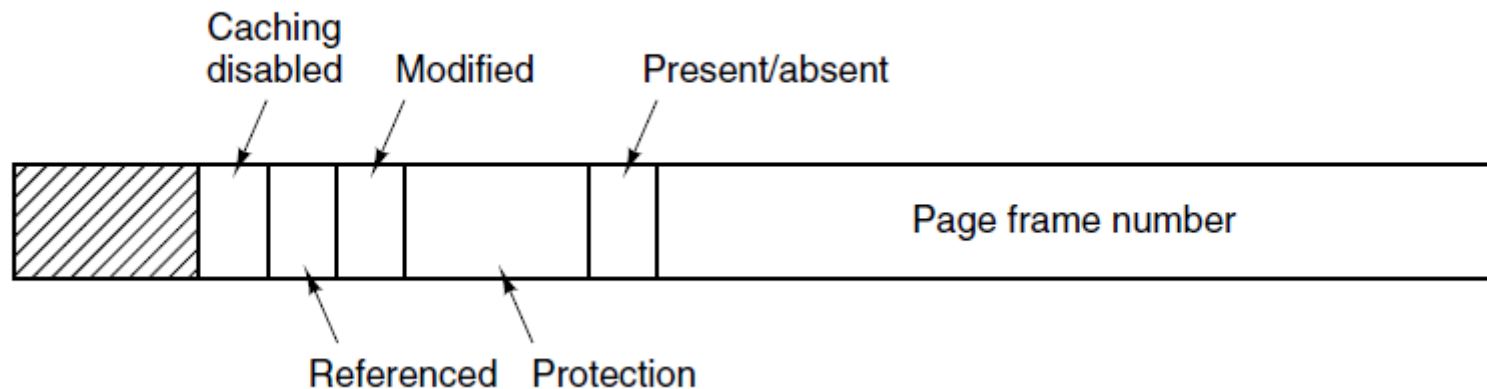 Caching
disabled
Modified
Present/absent
Page frame number
Referenced
Protection